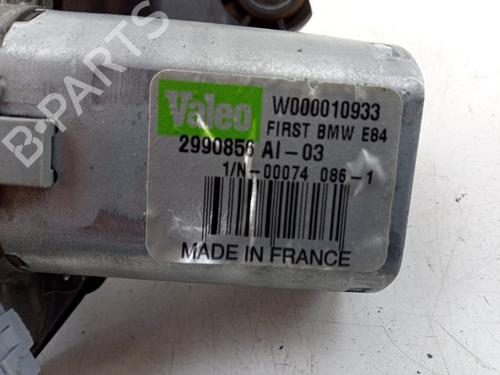 B-PARTS
Valeo
W000010933
FIRST BMW E84
2990856 AI-03
1/N-00074 086-1
MADE IN FRANCE